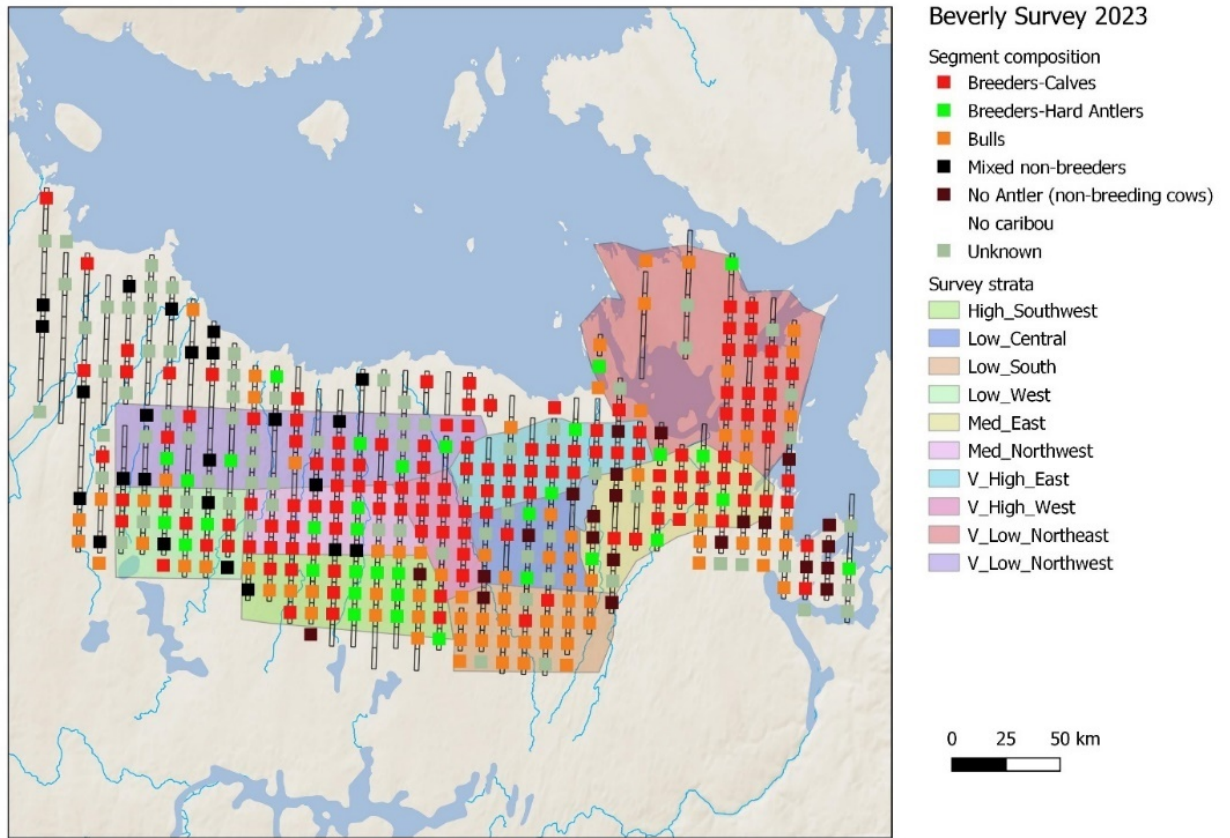 Beverly Survey 2023
Segment composition
Breeders-Calves
Breeders-Hard Antlers
Bulls
Mixed non-breeders
No Antler (non-breeding cows)
No caribou
Unknown
Survey strata
High_Southwest
Low_Central
Low_South
Low_West
Med_East
Med_Northwest
V_High_East
V_High_West
V_Low_Northeast
V_Low_Northwest
0 25 50 km